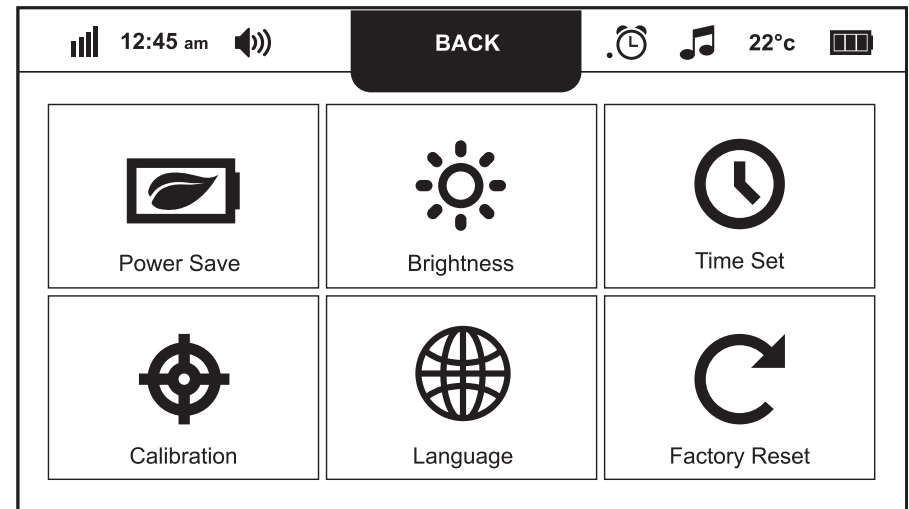 12:45 am BACK 22°c
Power Save Brightness Time Set
Calibration Language Factory Reset